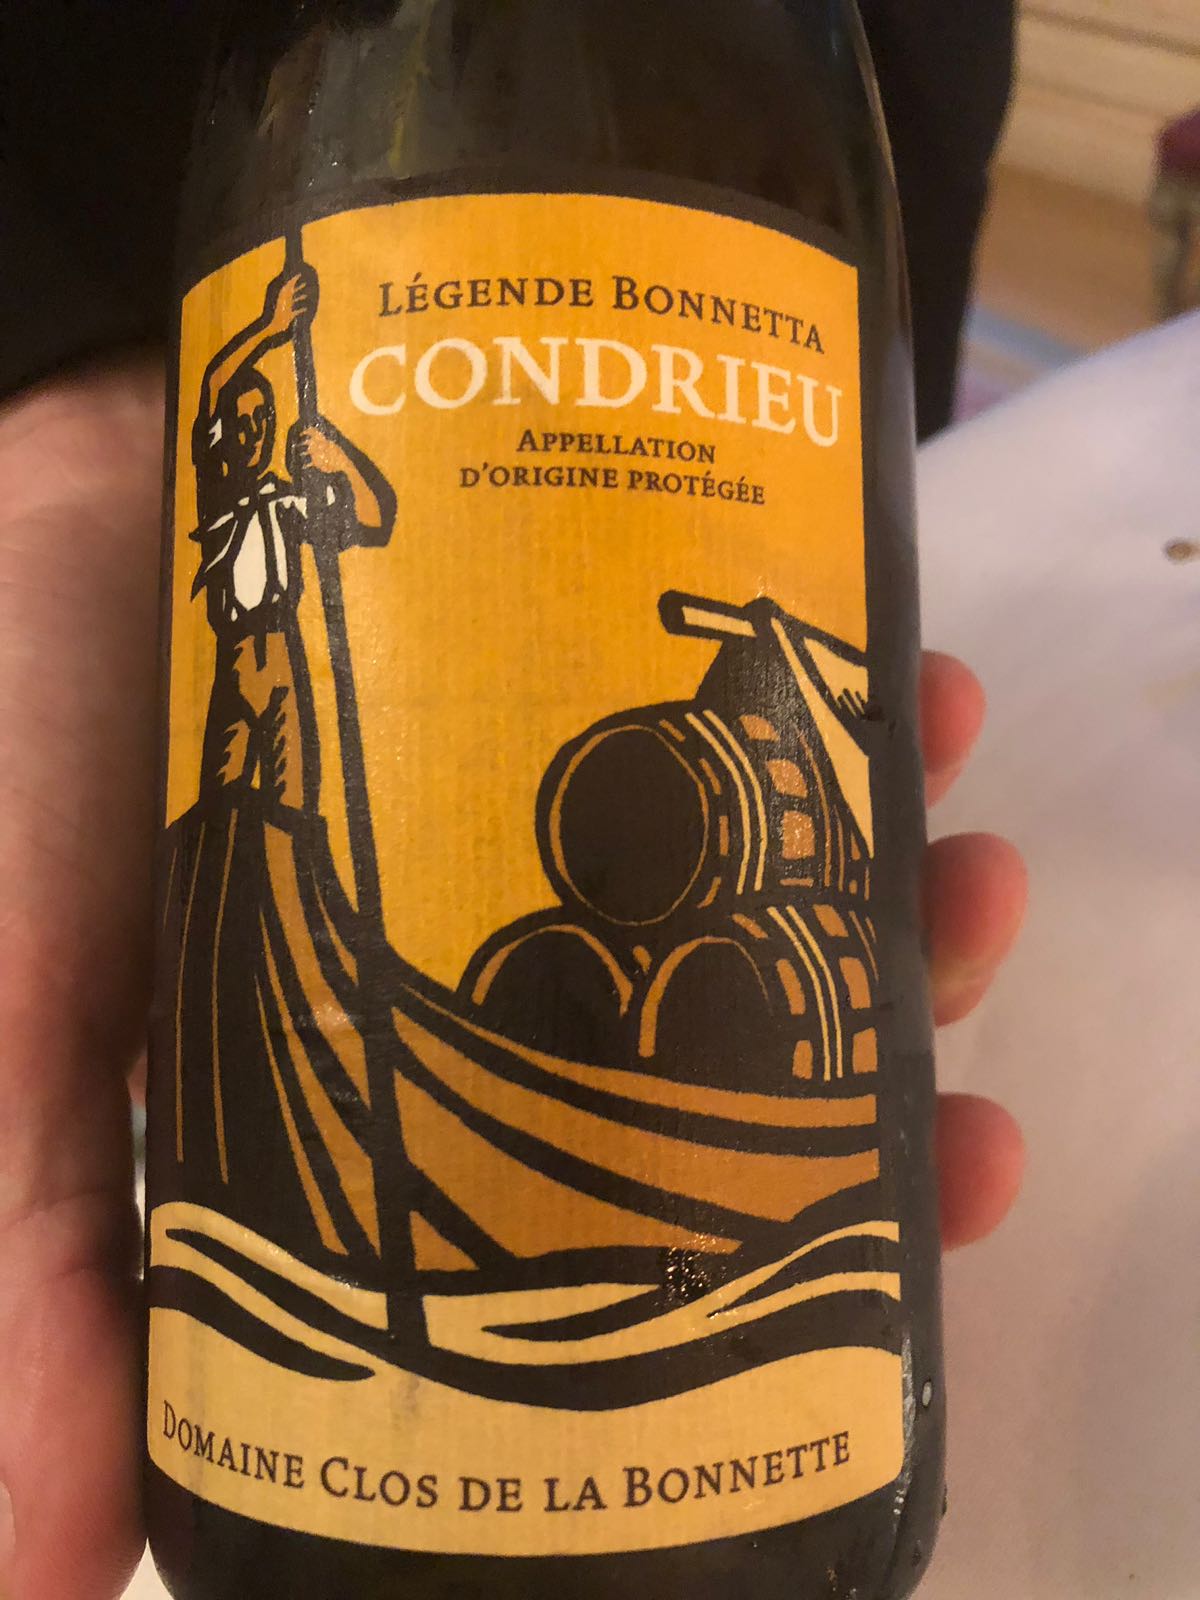 LÉGENDE BONNETTA
CONDRIEU
APPELLATION
D'ORIGINE PROTÉGÉE
DOMAINE CLOS DE LA BONNETTE